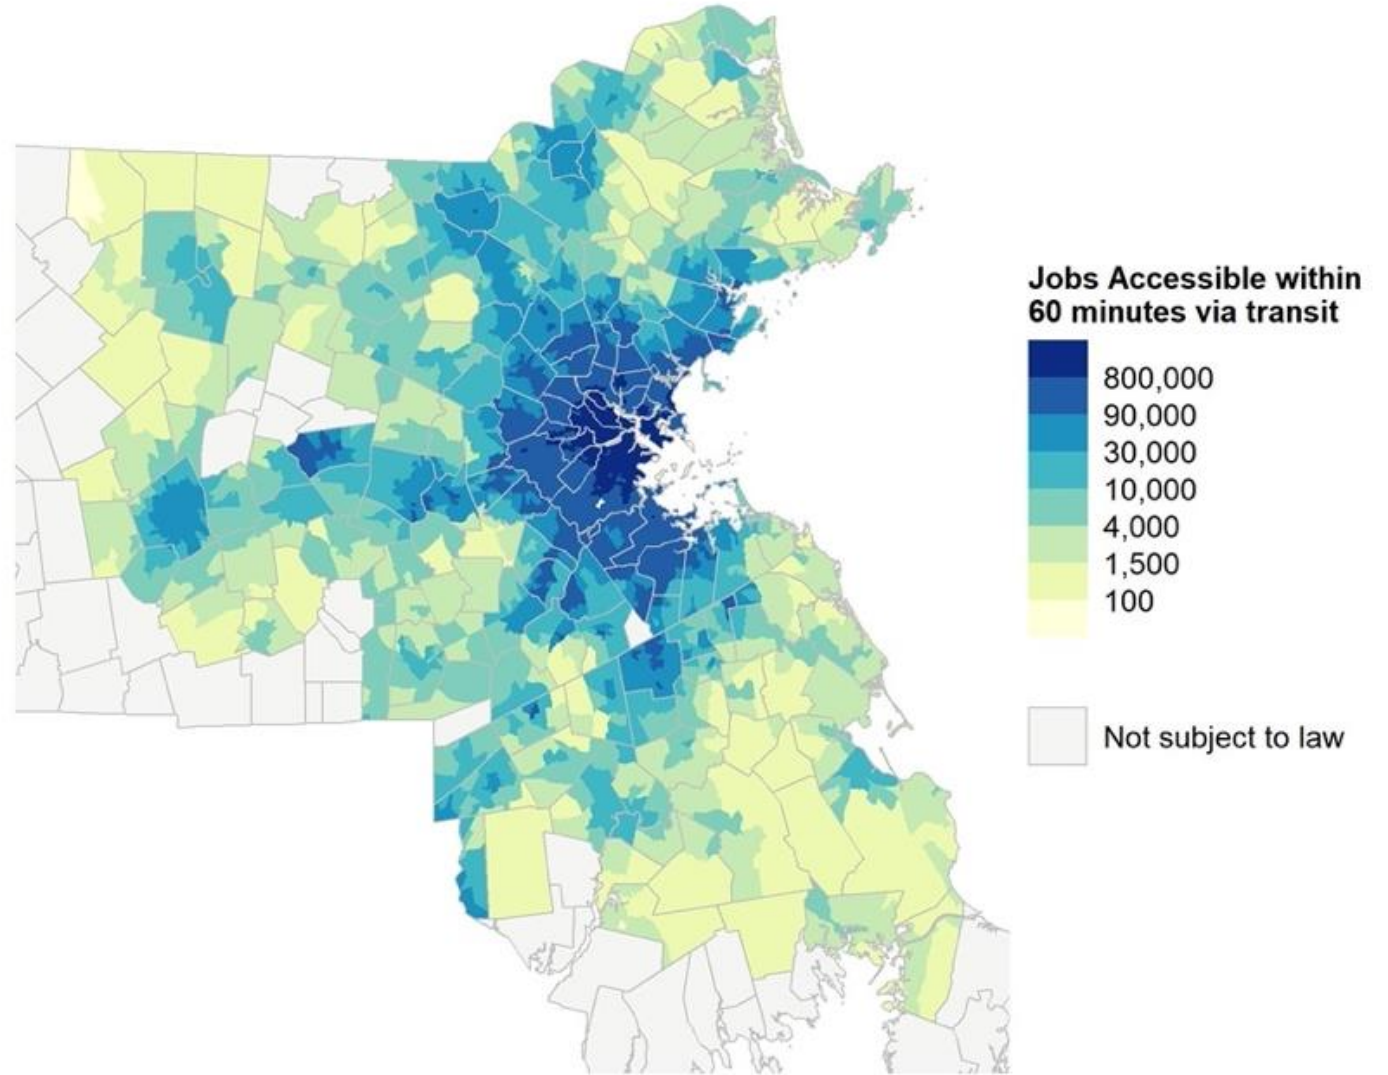 Jobs Accessible within
60 minutes via transit
800,000
90,000
30,000
10,000
4,000
1,500
100
Not subject to law